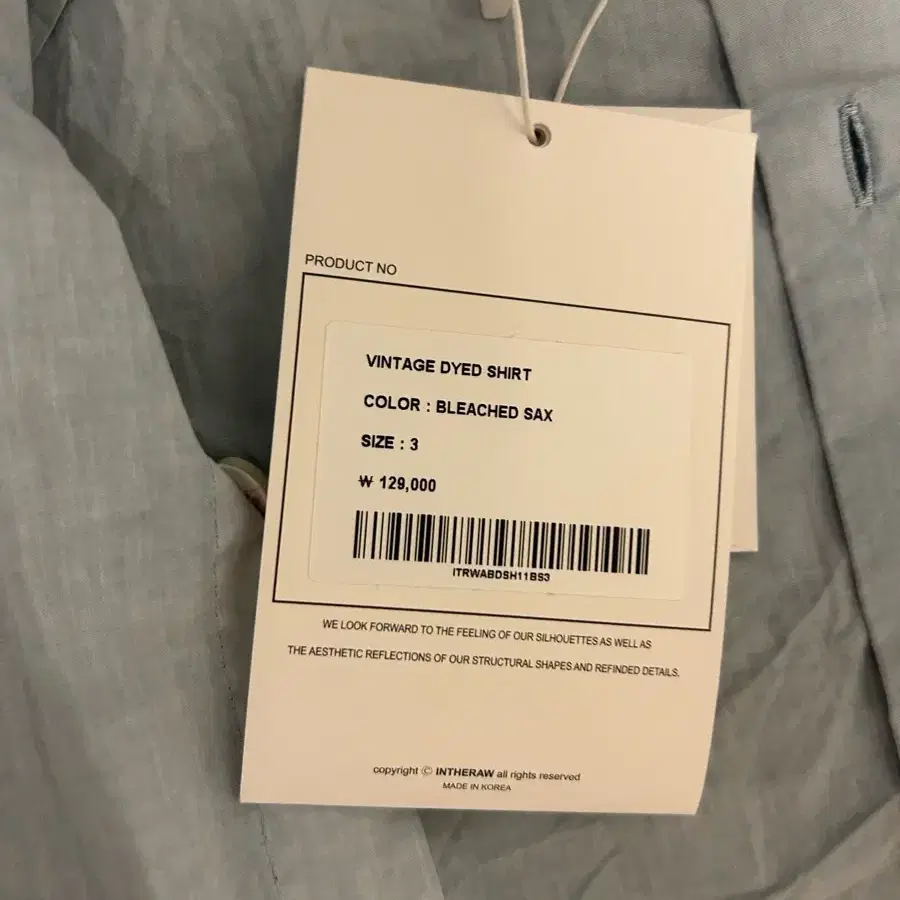 PRODUCT NO
VINTAGE DYED SHIRT
COLOR : BLEACHED SAX
SIZE : 3
₩ 129,000
ITRWABDSH11BS3
WE LOOK FORWARD TO THE FEELING OF OUR SILHOUETTES AS WELL AS
THE AESTHETIC REFLECTIONS OF OUR STRUCTURAL SHAPES AND REFINDED DETAILS.
copyright © INTHERAW all rights reserved
MADE IN KOREA